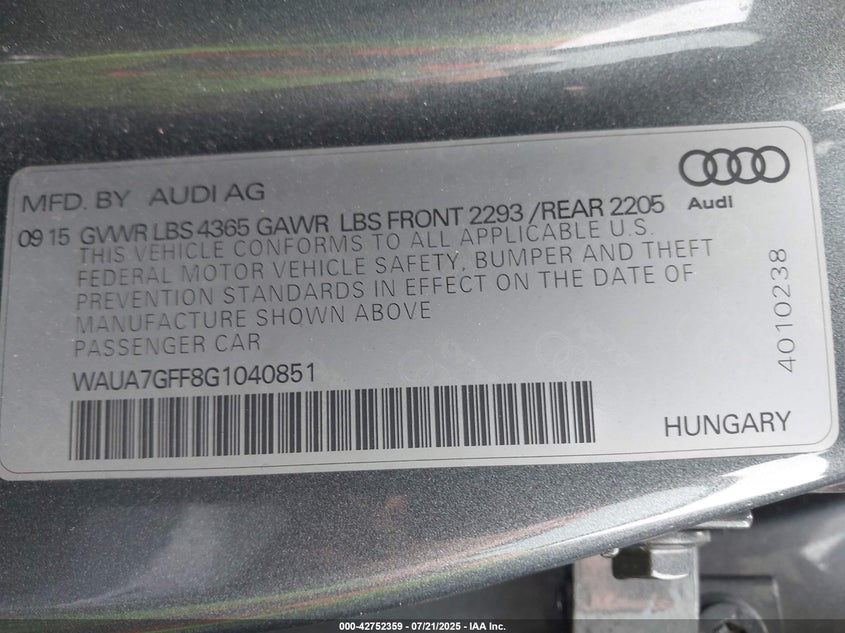 MFD. BY AUDI AG
Audi
09 15 GVWR LBS 4365 GAWR LBS FRONT 2293 /REAR 2205
THIS VEHICLE CONFORMS TO ALL APPLICABLE U.S.
FEDERAL MOTOR VEHICLE SAFETY, BUMPER AND THEFT
PREVENTION STANDARDS IN EFFECT ON THE DATE OF
MANUFACTURE SHOWN ABOVE
PASSENGER CAR
4010238
WAUA7GFF8G1040851
HUNGARY
000-42752359 - 07/21/2025 - IAA Inc.